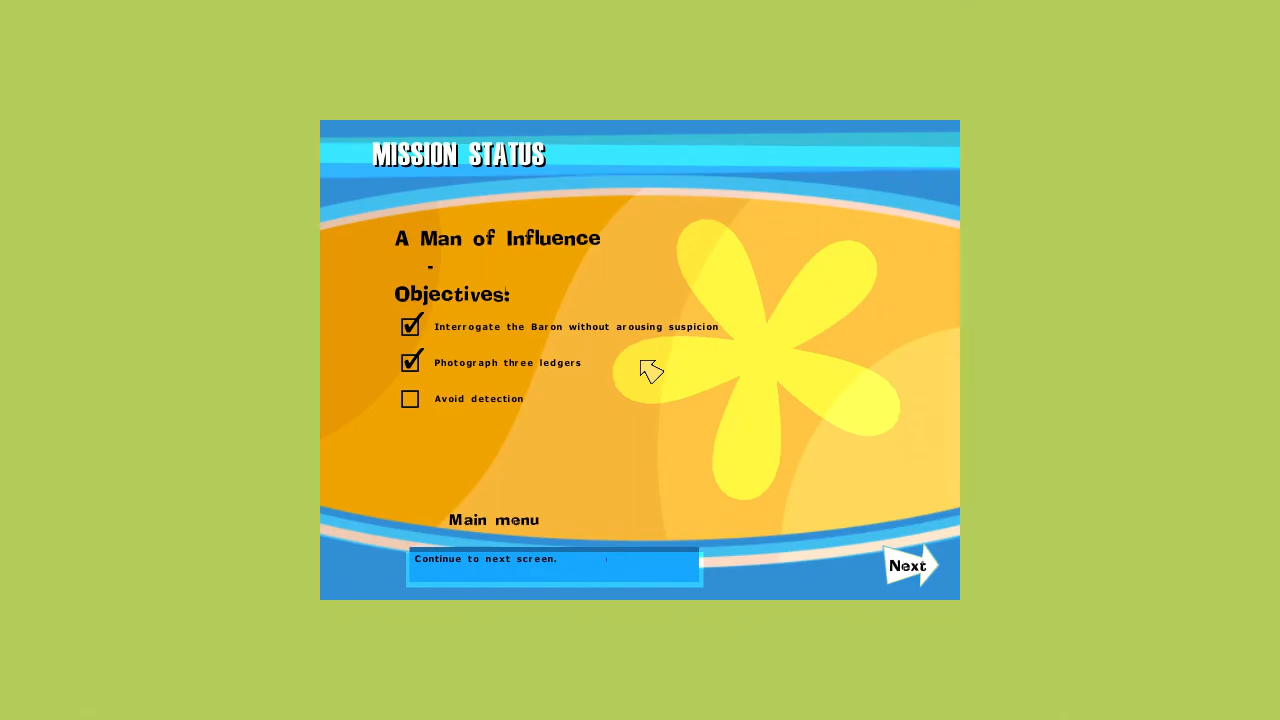 MISSION STATUS
A Man of Influence
-
Objectives:
Interrogate the Baron without arousing suspicion
Photograph three ledgers
Avoid detection
Main menu
Continue to next screen.
Next